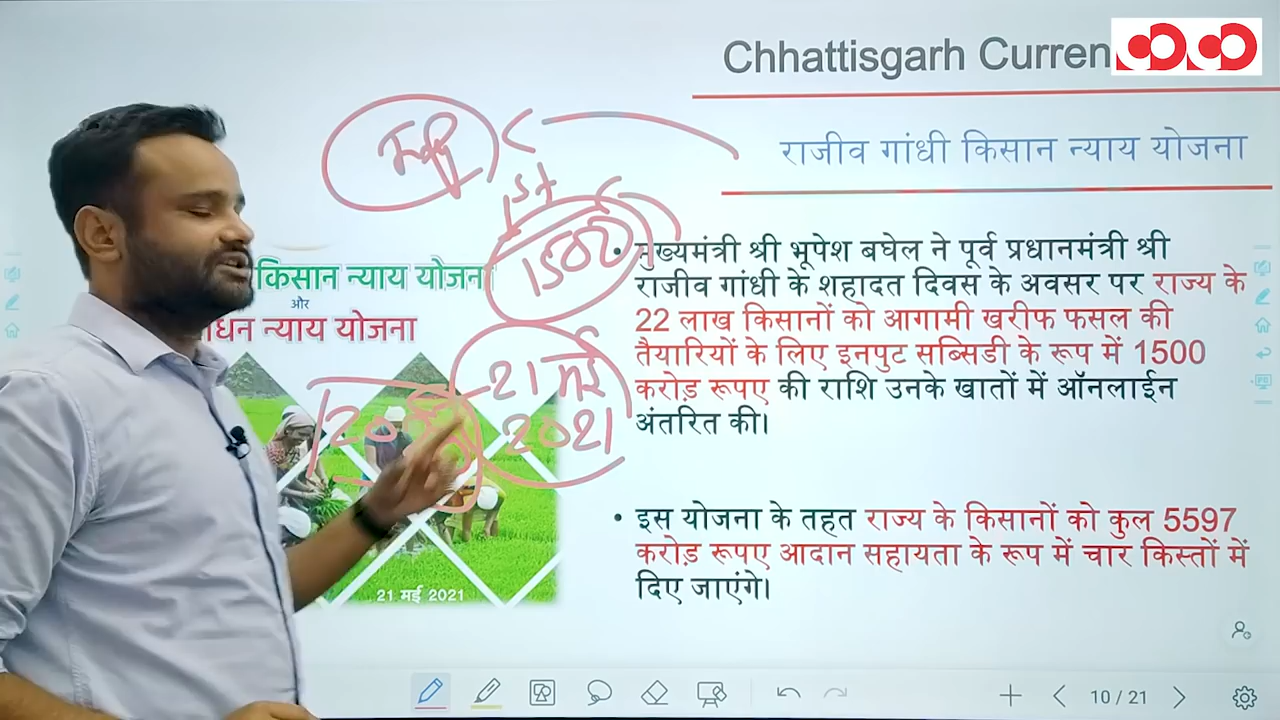 Chhattisgarh Curren
राजीव गांधी किसान न्याय योजना
1st
1500
किसान न्याय योजना
और
धन न्याय योजना
21 मई
2021
21 मई 2021
• मुख्यमंत्री श्री भूपेश बघेल ने पूर्व प्रधानमंत्री श्री
राजीव गांधी के शहादत दिवस के अवसर पर राज्य के
22 लाख किसानों को आगामी खरीफ फसल की
तैयारियों के लिए इनपुट सब्सिडी के रूप में 1500
करोड़ रूपए की राशि उनके खातों में ऑनलाईन
अंतरित की।
• इस योजना के तहत राज्य के किसानों को कुल 5597
करोड़ रूपए आदान सहायता के रूप में चार किस्तों में
दिए जाएंगे।
10 / 21